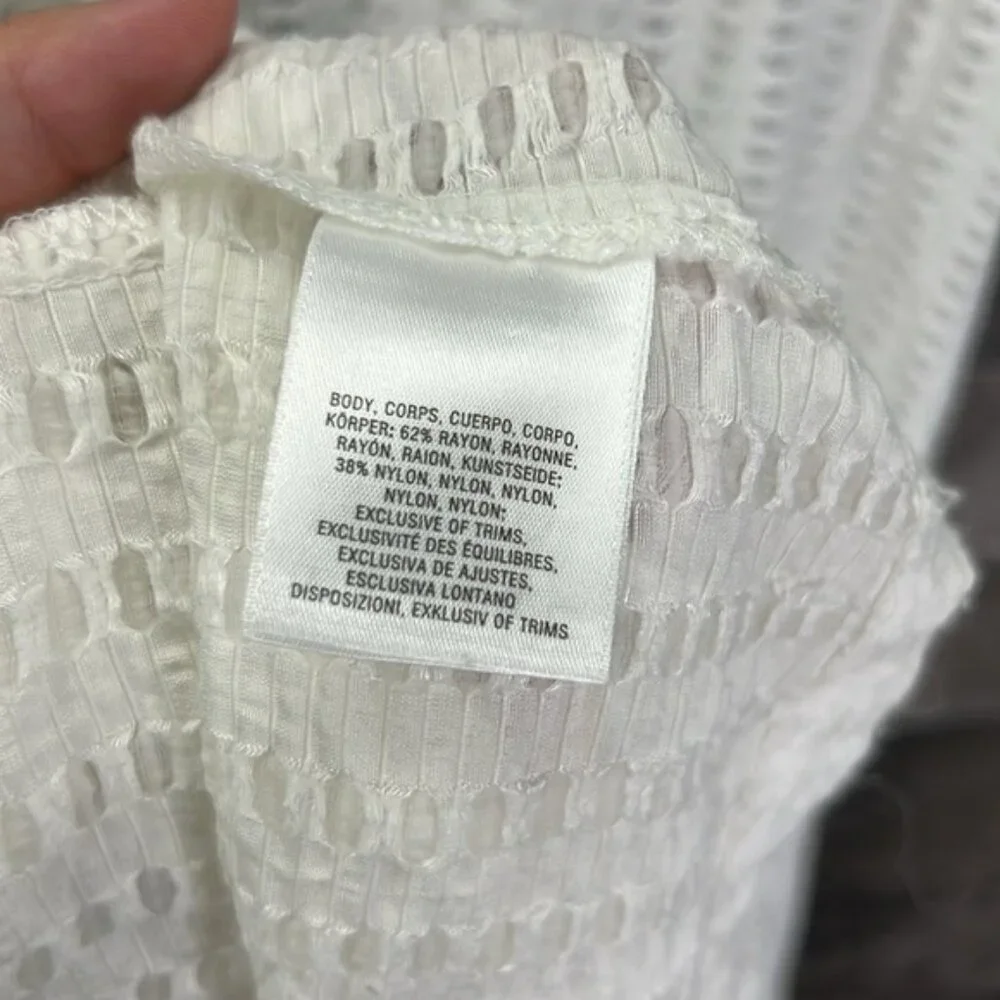 BODY, CORPS, CUERPO, CORPO,
KÖRPER: 62% RAYON, RAYONNE,
RAYÓN, RAION, KUNSTSEIDE;
38% NYLON, NYLON, NYLON,
NYLON, NYLON;
EXCLUSIVE OF TRIMS,
EXCLUSIVITÉ DES ÉQUILIBRES,
EXCLUSIVA DE AJUSTES,
ESCLUSIVA LONTANO
DISPOSIZIONI, EXKLUSIV OF TRIMS